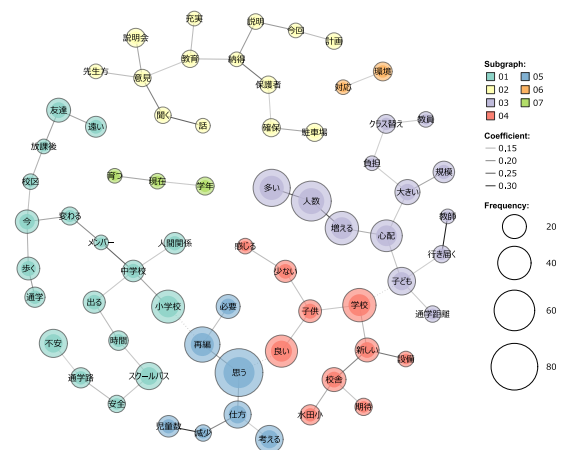 充実
説明
今回
説明会
計画
教育
納得
先生方
意見
環境
保護者
対応
聞く
話
確保
駐車場
友達
遠い
放課後
校区
育つ
現在
学年
今
変わる
メンバー
人間関係
中学校
歩く
通学
出る
小学校
不安
時間
通学路
スクールバス
安全
クラス替え
教員
負担
規模
多い
人数
大きい
教師
増える
心配
行き届く
子ども
通学距離
感じる
少ない
子供
学校
良い
新しい
設備
校舎
水田小
期待
必要
再編
思う
児童数
減少
仕方
考える
Subgraph:
01 05
02 06
03 07
04
Coefficient:
0.15
0.20
0.25
0.30
Frequency:
20
40
60
80